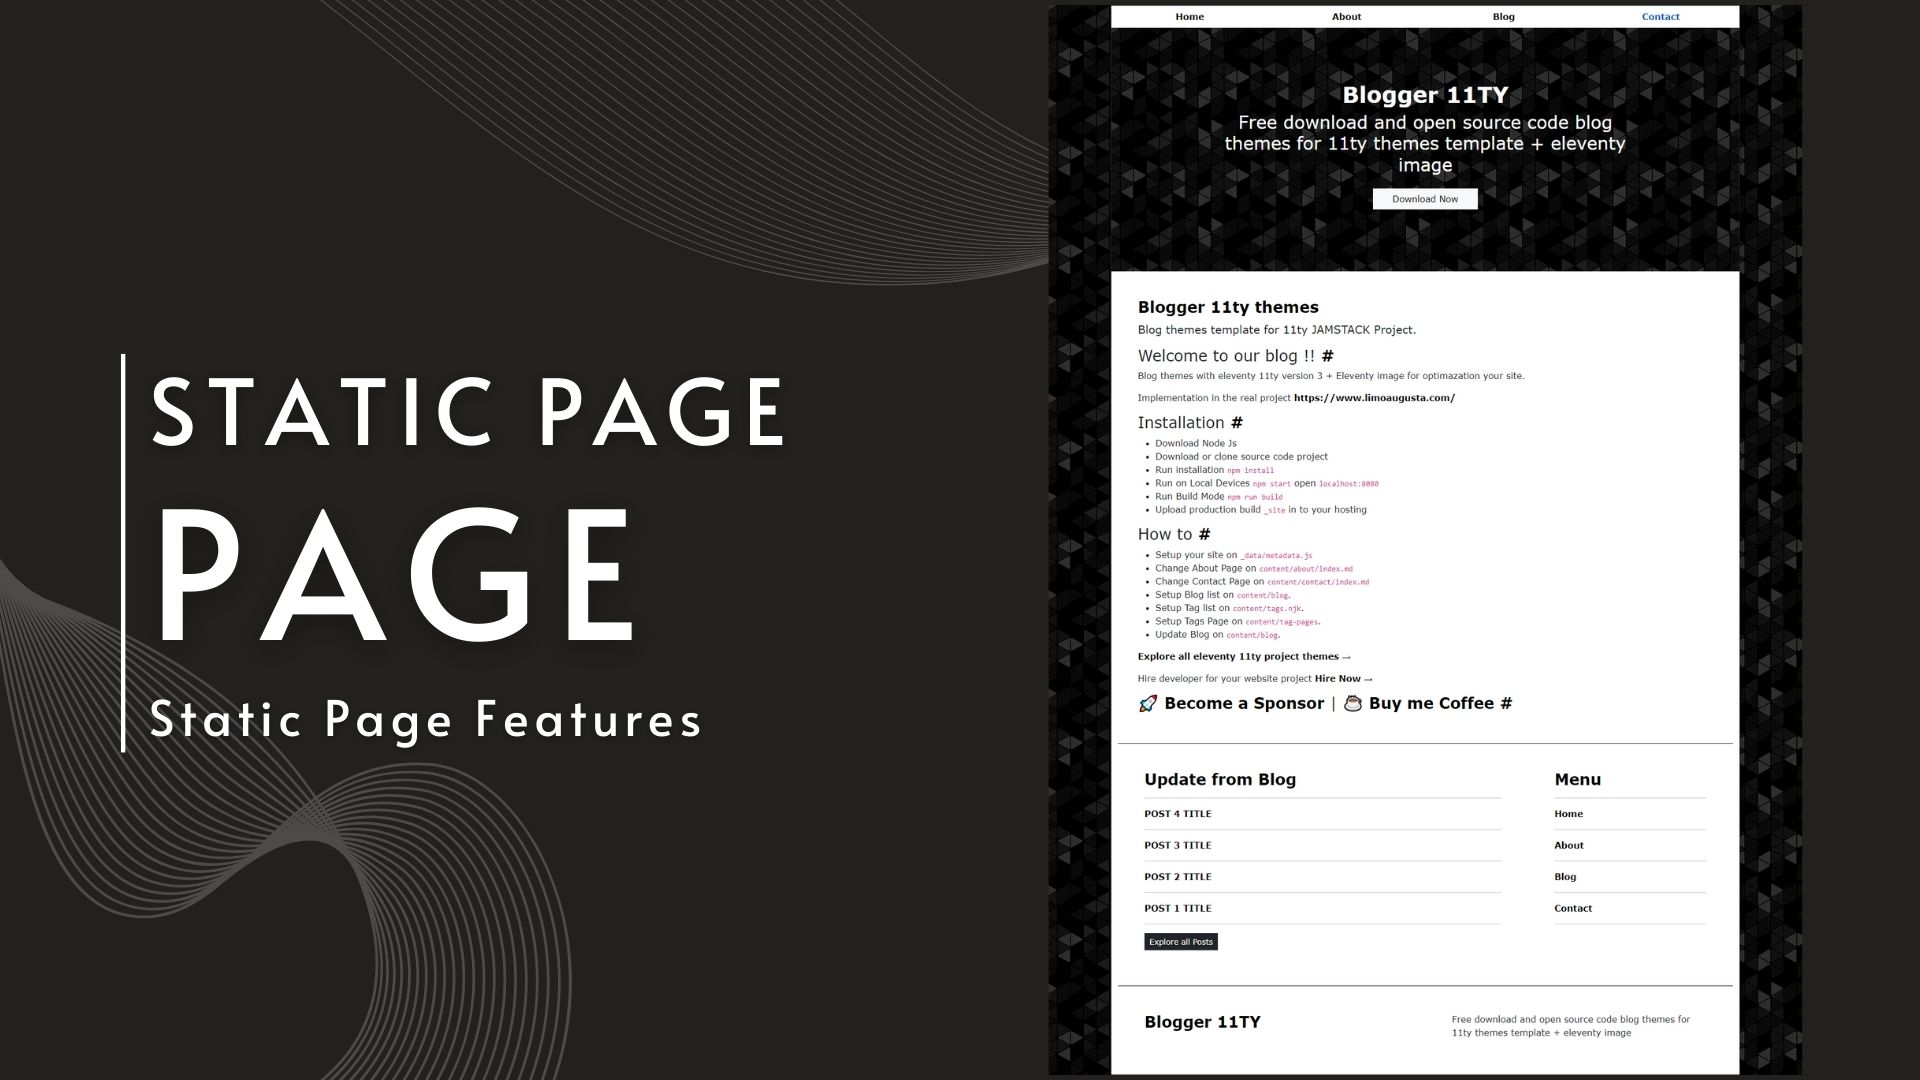 STATIC PAGE
PAGE
Static Page Features
Home About Blog Contact
Blogger 11TY
Free download and open source code blog
themes for 11ty themes template + eleventy
image
Download Now
Blogger 11ty themes
Blog themes template for 11ty JAMSTACK Project.
Welcome to our blog !! #
Blog themes with eleventy 11ty version 3 + Eleventy image for optimazation your site.
Implementation in the real project https://www.limoaugusta.com/
Installation #
• Download Node Js
• Download or clone source code project
• Run installation npm install
• Run on Local Devices npm start open localhost:8080
• Run Build Mode npm run build
• Upload production build _site in to your hosting
How to #
• Setup your site on _data/metadata.js
• Change About Page on content/about/index.md
• Change Contact Page on content/contact/index.md
• Setup Blog list on content/blog.
• Setup Tag list on content/tags.njk.
• Setup Tags Page on content/tag-pages.
• Update Blog on content/blog.
Explore all eleventy 11ty project themes →
Hire developer for your website project Hire Now →
🚀 Become a Sponsor | ☕ Buy me Coffee #
Update from Blog
POST 4 TITLE
POST 3 TITLE
POST 2 TITLE
POST 1 TITLE
Explore all Posts
Menu
Home
About
Blog
Contact
Blogger 11TY
Free download and open source code blog themes for
11ty themes template + eleventy image